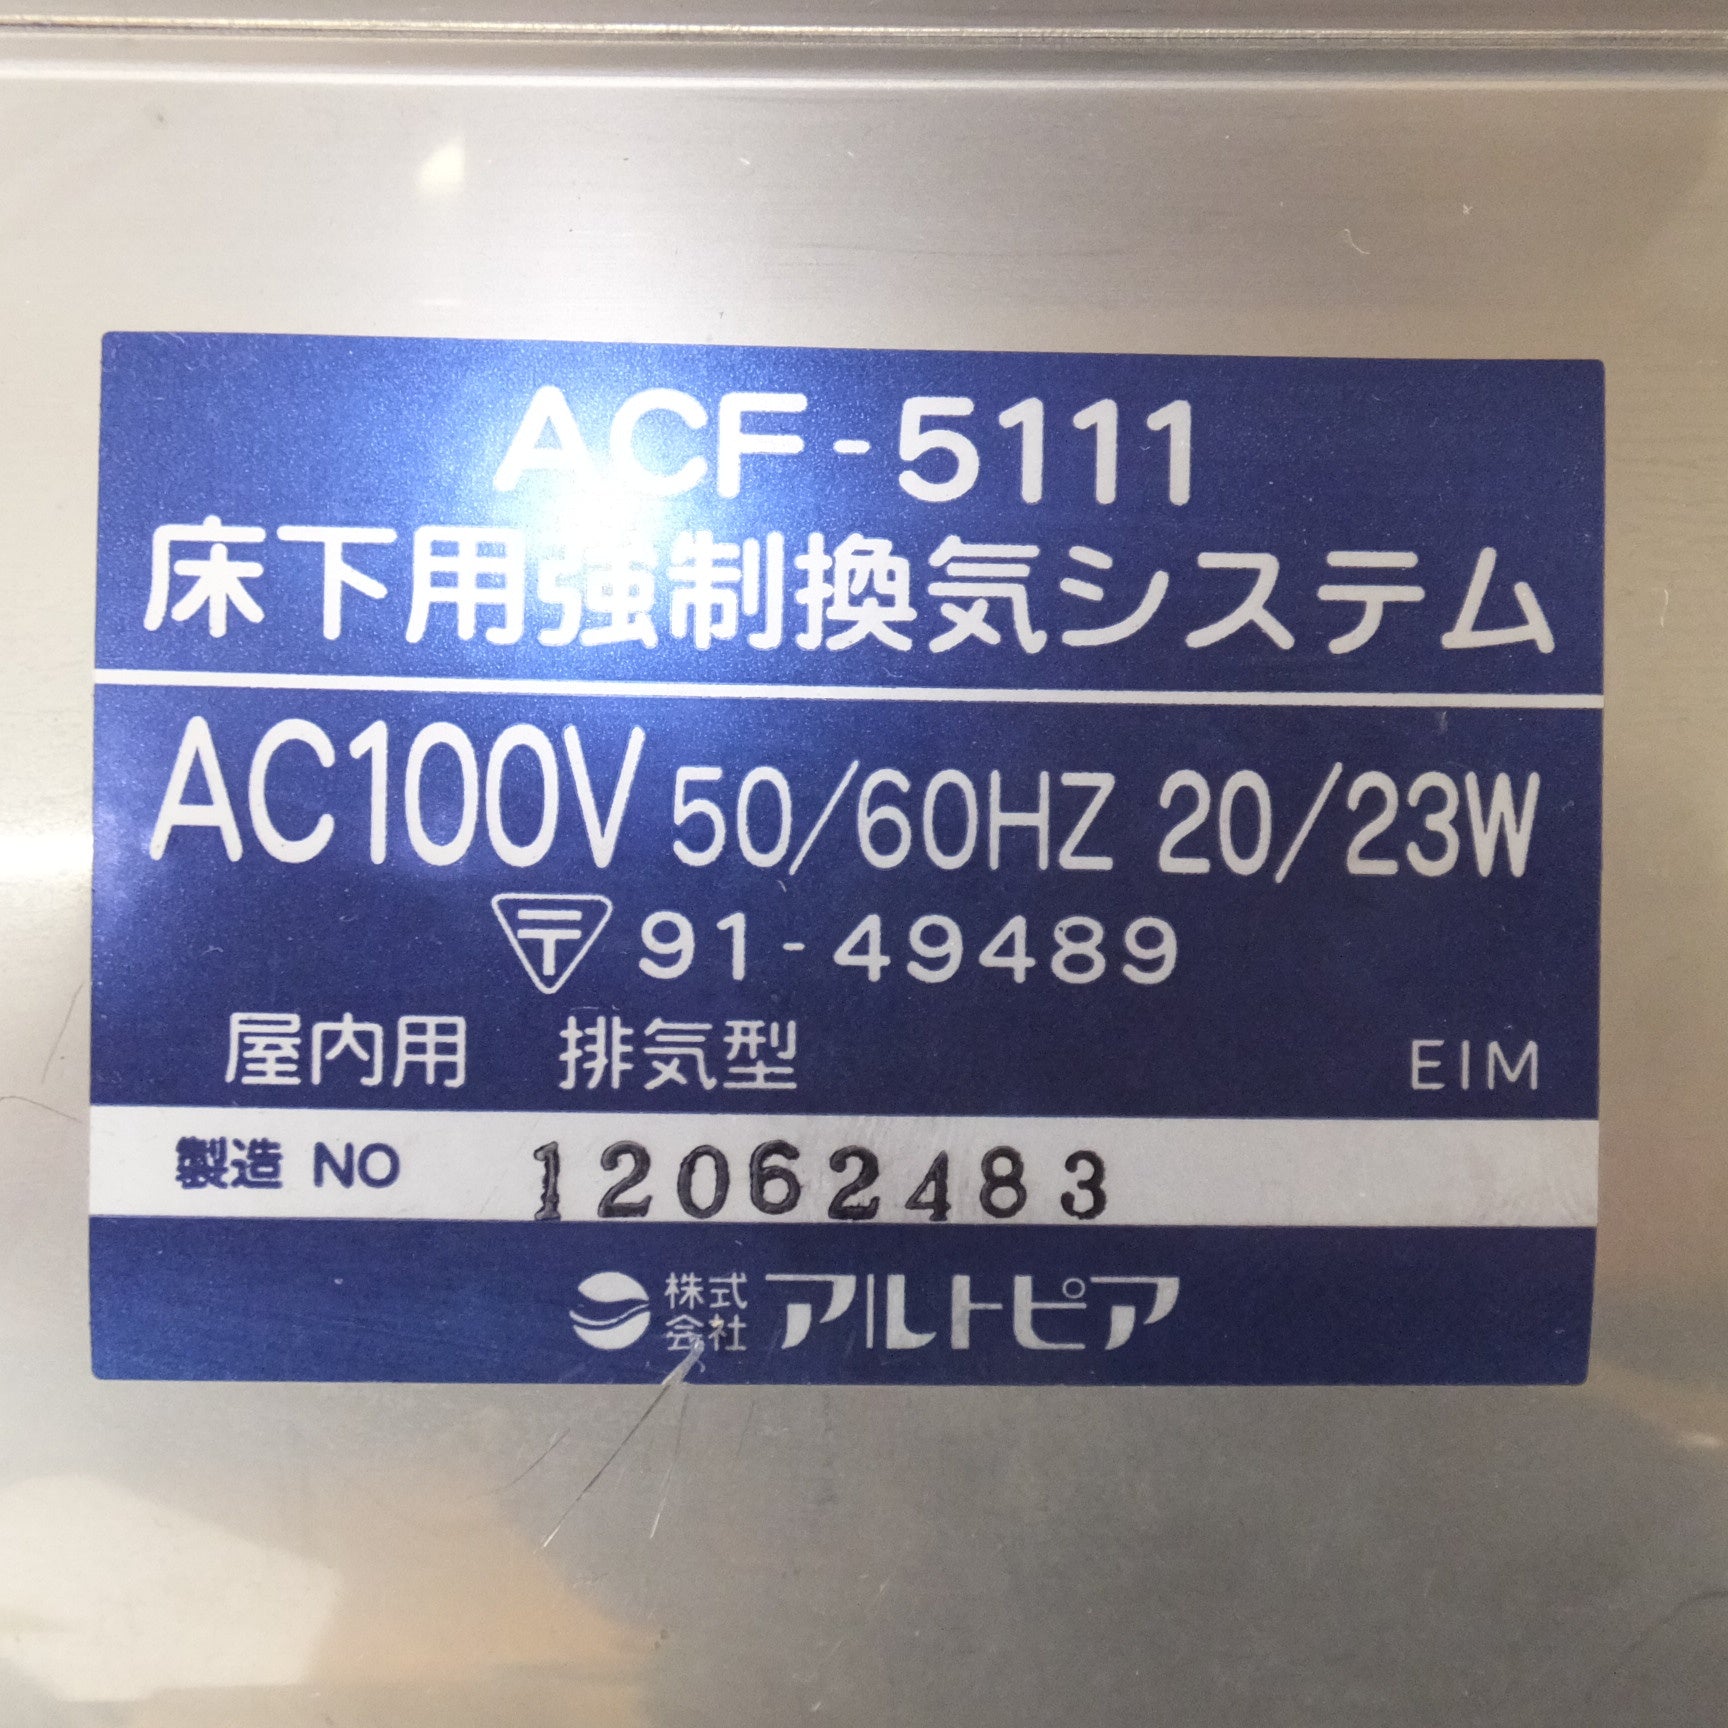 ACF-5111
床下用強制換気システム
AC100V 50/60HZ 20/23W
〒 91-49489
屋内用 排気型 EIM
製造 NO 12062483
株式会社 アルトピア